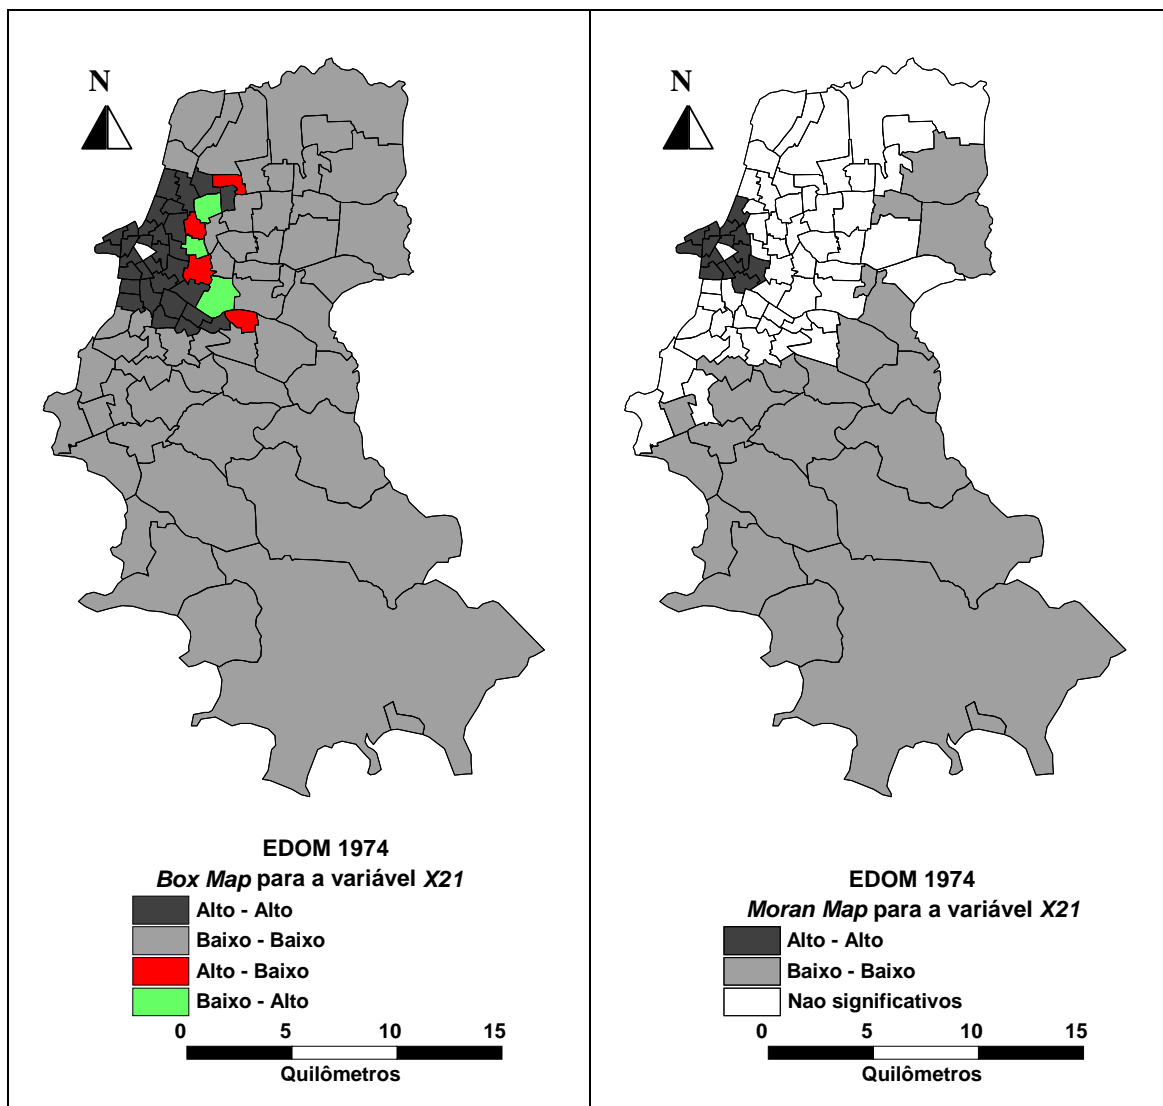 N
EDOM 1974
Box Map para a variável X21
Alto - Alto
Baixo - Baixo
Alto - Baixo
Baixo - Alto
0 5 10 15
Quilômetros
N
EDOM 1974
Moran Map para a variável X21
Alto - Alto
Baixo - Baixo
Nao significativos
0 5 10 15
Quilômetros